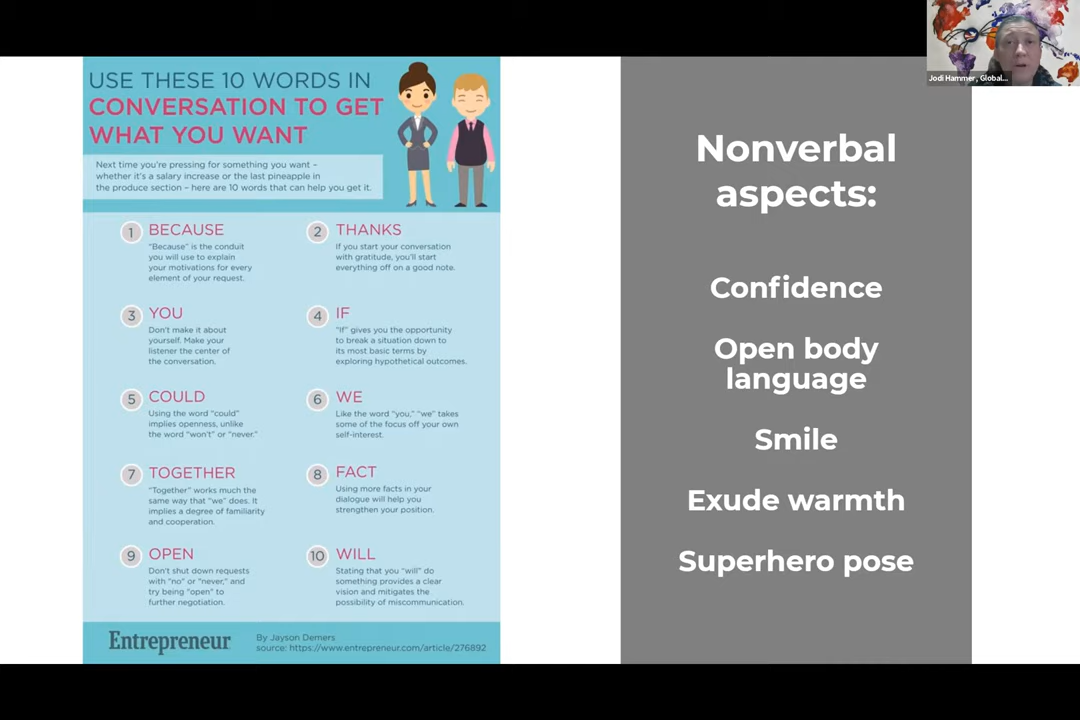 USE THESE 10 WORDS IN
CONVERSATION TO GET
WHAT YOU WANT
Next time you're pressing for something you want –
whether it's a salary increase or the last pineapple in
the produce section – here are 10 words that can help you get it.
1 BECAUSE
"Because" is the conduit
you will use to explain
your motivations for every
element of your request.
2 THANKS
If you start your conversation
with gratitude, you'll start
everything off on a good note.
3 YOU
Don't make it about
yourself. Make your
listener the center of
the conversation.
4 IF
"If" gives you the opportunity
to break a situation down to
its most basic terms by
exploring hypothetical outcomes.
5 COULD
Using the word "could"
implies openness, unlike
the word "won't" or "never."
6 WE
Like the word "you," "we" takes
some of the focus off your own
self-interest.
7 TOGETHER
"Together" works much the
same way that "we" does. It
implies a degree of familiarity
and cooperation.
8 FACT
Using more facts in your
dialogue will help you
strengthen your position.
9 OPEN
Don't shut down requests
with "no" or "never," and
try being "open" to
further negotiation.
10 WILL
Stating that you "will" do
something provides a clear
vision and mitigates the
possibility of miscommunication.
Entrepreneur
By Jayson Demers
source: https://www.entrepreneur.com/article/276892
Nonverbal
aspects:
Confidence
Open body
language
Smile
Exude warmth
Superhero pose
Jodi Hammer, Global...